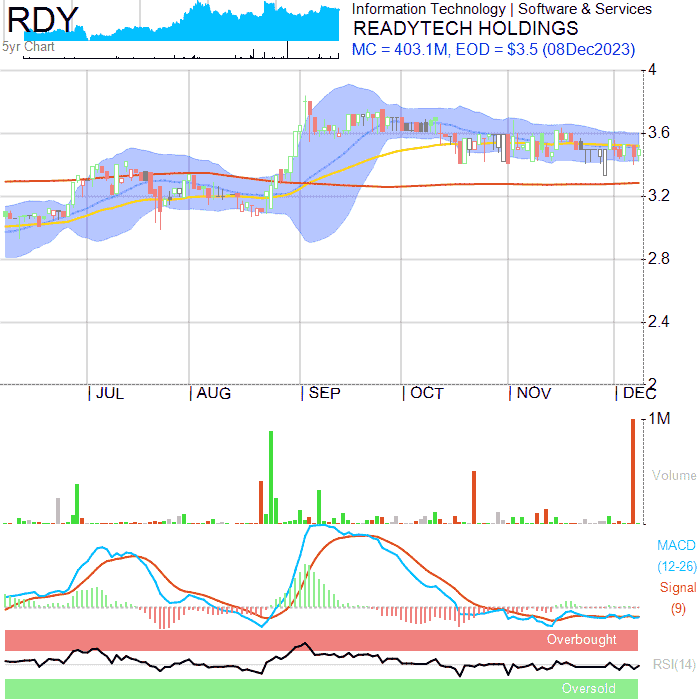 RDY
Information Technology | Software & Services
READYTECH HOLDINGS
5yr Chart
MC = 403.1M, EOD = $3.5 (08Dec2023)
4
3.6
3.2
2.8
2.4
2
JUL AUG SEP OCT NOV DEC
1M
Volume
MACD
(12-26)
Signal
(9)
Overbought
RSI(14)
Oversold